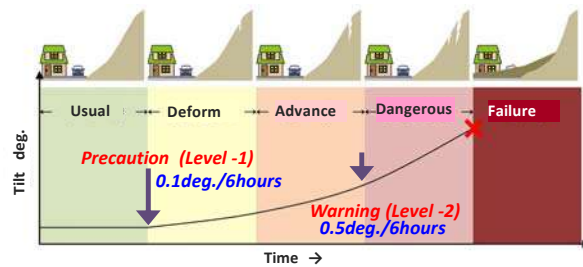 Usual
Deform
Advance
Dangerous
Failure
Precaution (Level -1)
0.1deg./6hours
Warning (Level -2)
0.5deg./6hours
Tilt deg.
Time →